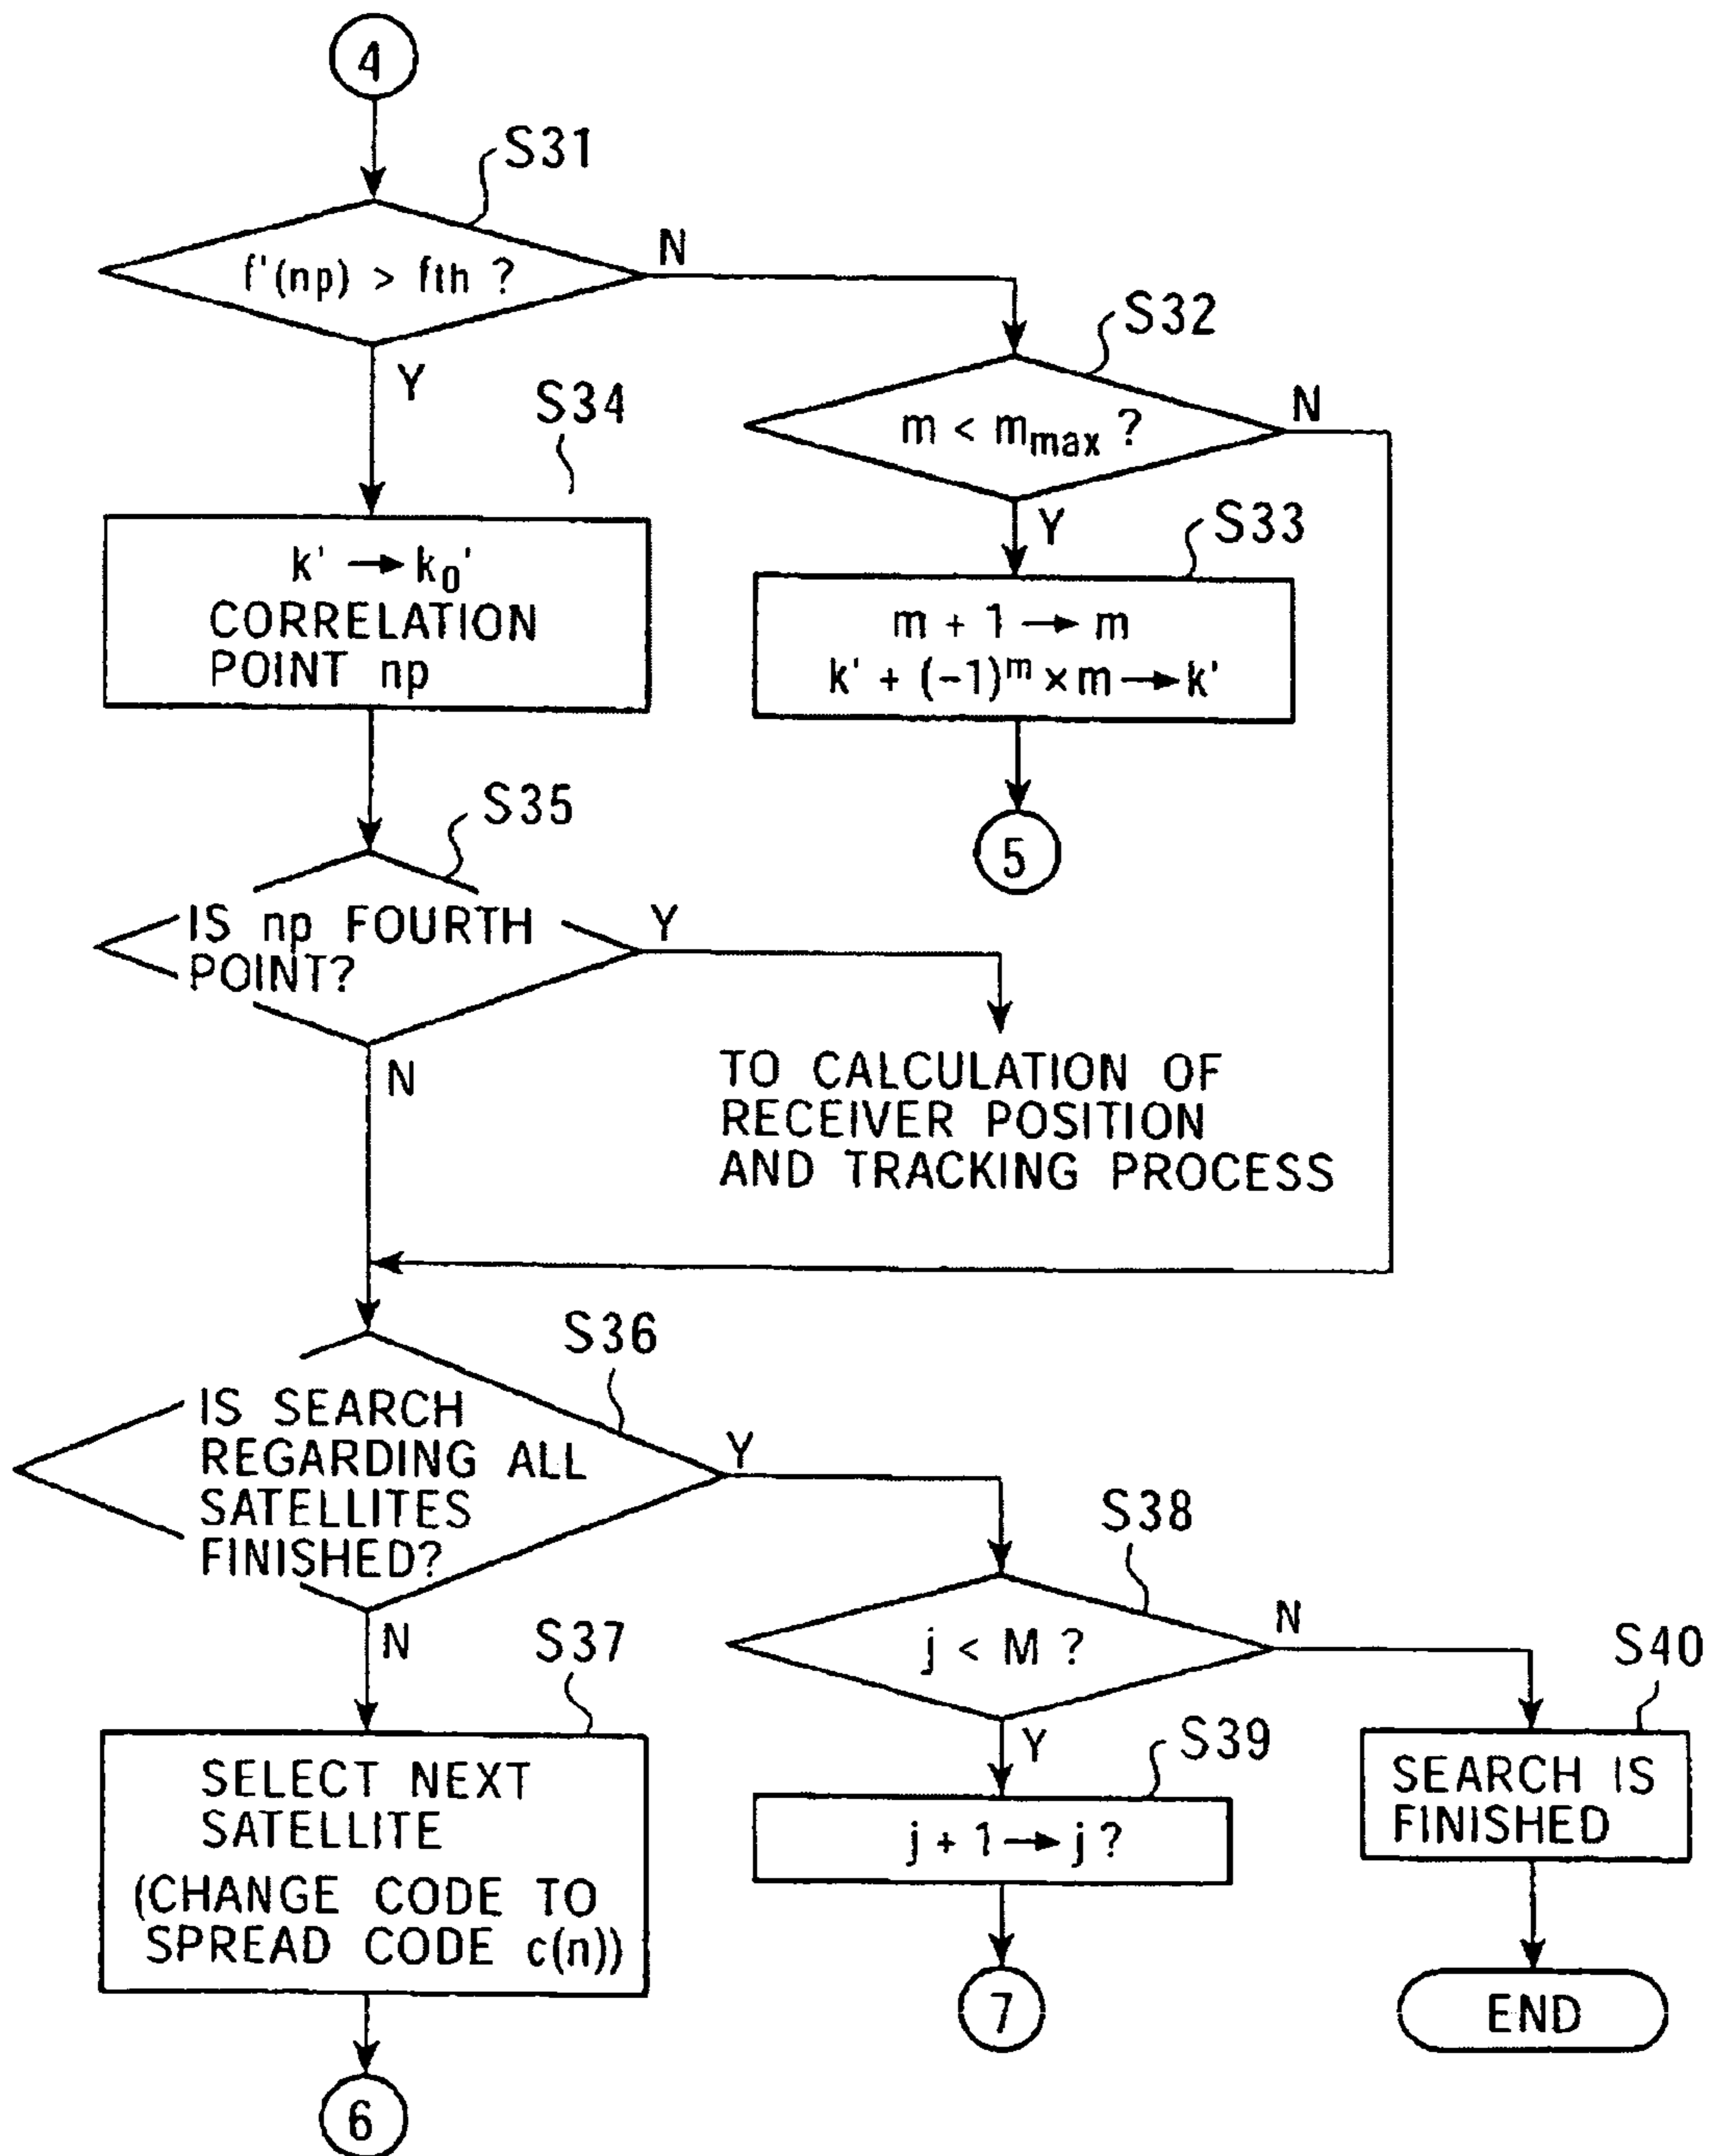 4
S31
f'(np) > fth ?
N
Y
S32
m < mmax ?
N
Y
S34
k' → k0'
CORRELATION
POINT np
S33
m + 1 → m
k' + (-1)^m × m → k'
5
S35
IS np FOURTH
POINT?
Y
N
TO CALCULATION OF
RECEIVER POSITION
AND TRACKING PROCESS
S36
IS SEARCH
REGARDING ALL
SATELLITES
FINISHED?
Y
N
S38
j < M ?
N
Y
S37
SELECT NEXT
SATELLITE
(CHANGE CODE TO
SPREAD CODE c(n))
6
S39
j + 1 → j ?
7
S40
SEARCH IS
FINISHED
END